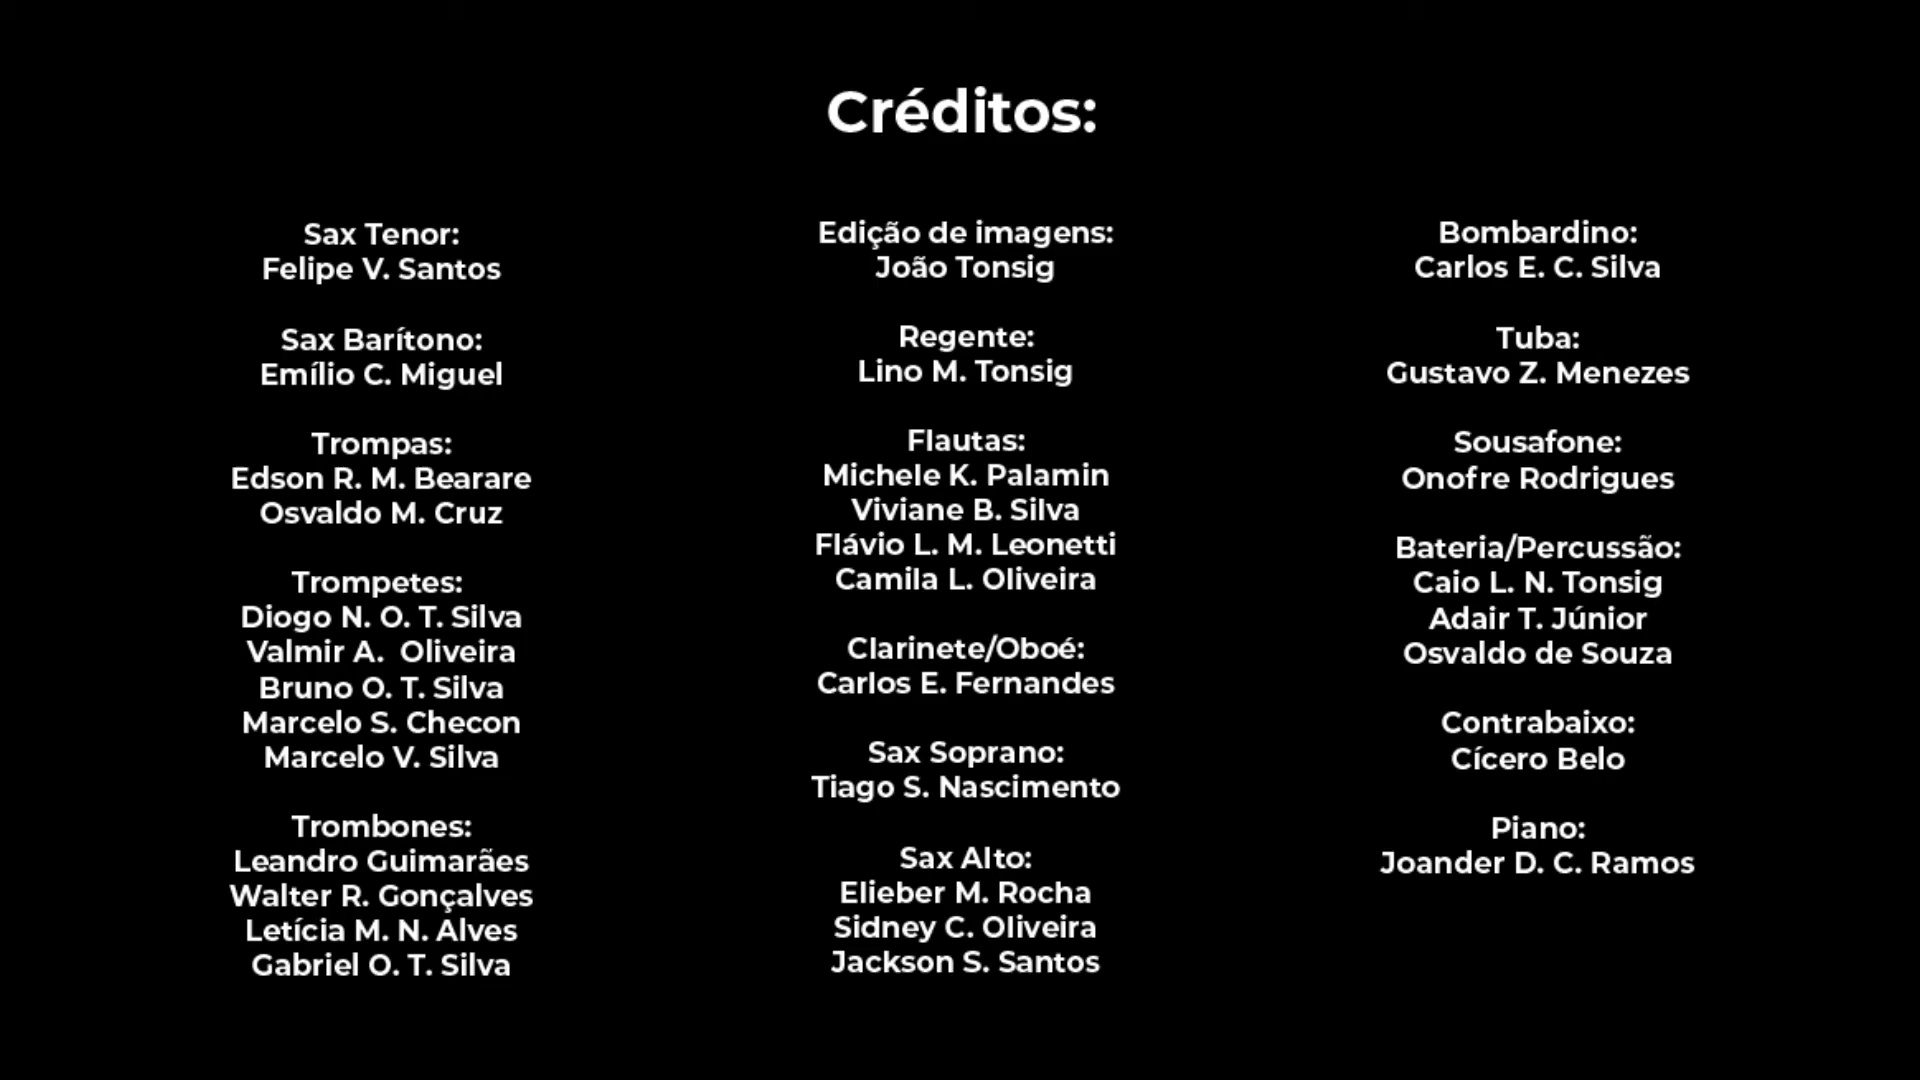 Créditos:
Sax Tenor:
Felipe V. Santos
Sax Barítono:
Emílio C. Miguel
Trompas:
Edson R. M. Bearare
Osvaldo M. Cruz
Trompetes:
Diogo N. O. T. Silva
Valmir A.  Oliveira
Bruno O. T. Silva
Marcelo S. Checon
Marcelo V. Silva
Trombones:
Leandro Guimarães
Walter R. Gonçalves
Letícia M. N. Alves
Gabriel O. T. Silva
Edição de imagens:
João Tonsig
Regente:
Lino M. Tonsig
Flautas:
Michele K. Palamin
Viviane B. Silva
Flávio L. M. Leonetti
Camila L. Oliveira
Clarinete/Oboé:
Carlos E. Fernandes
Sax Soprano:
Tiago S. Nascimento
Sax Alto:
Elieber M. Rocha
Sidney C. Oliveira
Jackson S. Santos
Bombardino:
Carlos E. C. Silva
Tuba:
Gustavo Z. Menezes
Sousafone:
Onofre Rodrigues
Bateria/Percussão:
Caio L. N. Tonsig
Adair T. Júnior
Osvaldo de Souza
Contrabaixo:
Cícero Belo
Piano:
Joander D. C. Ramos